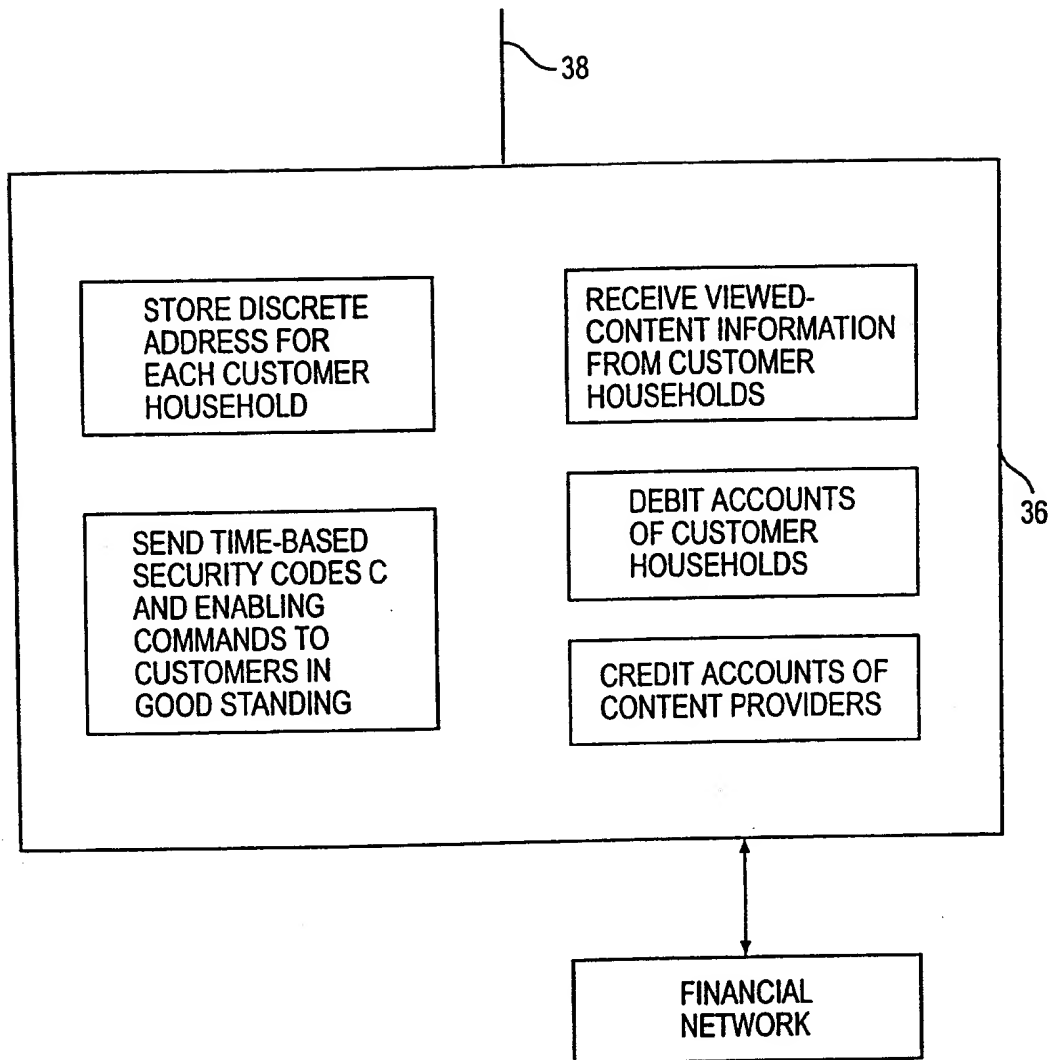 38
STORE DISCRETE
ADDRESS FOR
EACH CUSTOMER
HOUSEHOLD
RECEIVE VIEWED-
CONTENT INFORMATION
FROM CUSTOMER
HOUSEHOLDS
SEND TIME-BASED
SECURITY CODES C
AND ENABLING
COMMANDS TO
CUSTOMERS IN
GOOD STANDING
DEBIT ACCOUNTS
OF CUSTOMER
HOUSEHOLDS
36
CREDIT ACCOUNTS OF
CONTENT PROVIDERS
FINANCIAL
NETWORK